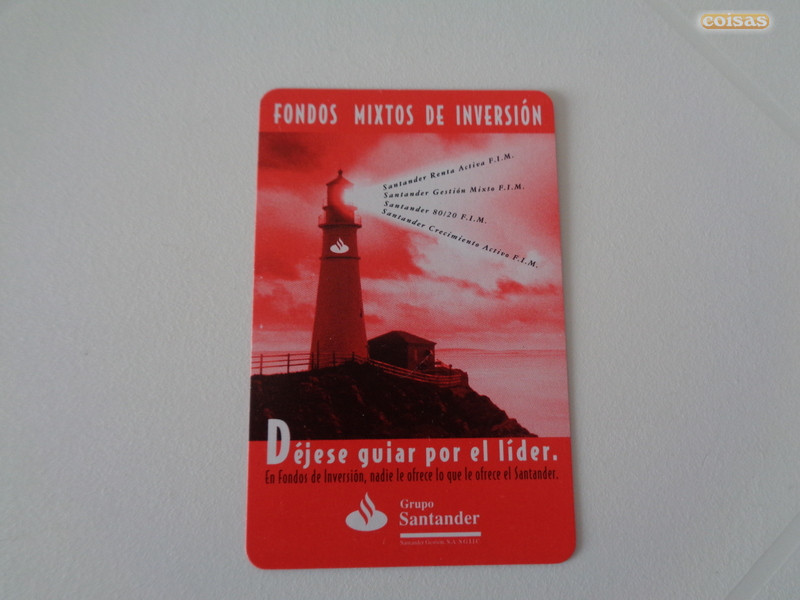 coisas
FONDOS MIXTOS DE INVERSIÓN
Santander Renta Activa F.I.M.
Santander Gestión Mixto F.I.M.
Santander 80/20 F.I.M.
Santander Crecimiento Activo F.I.M.
Déjese guiar por el líder.
En Fondos de Inversión, nadie le ofrece lo que le ofrece el Santander.
Grupo
Santander